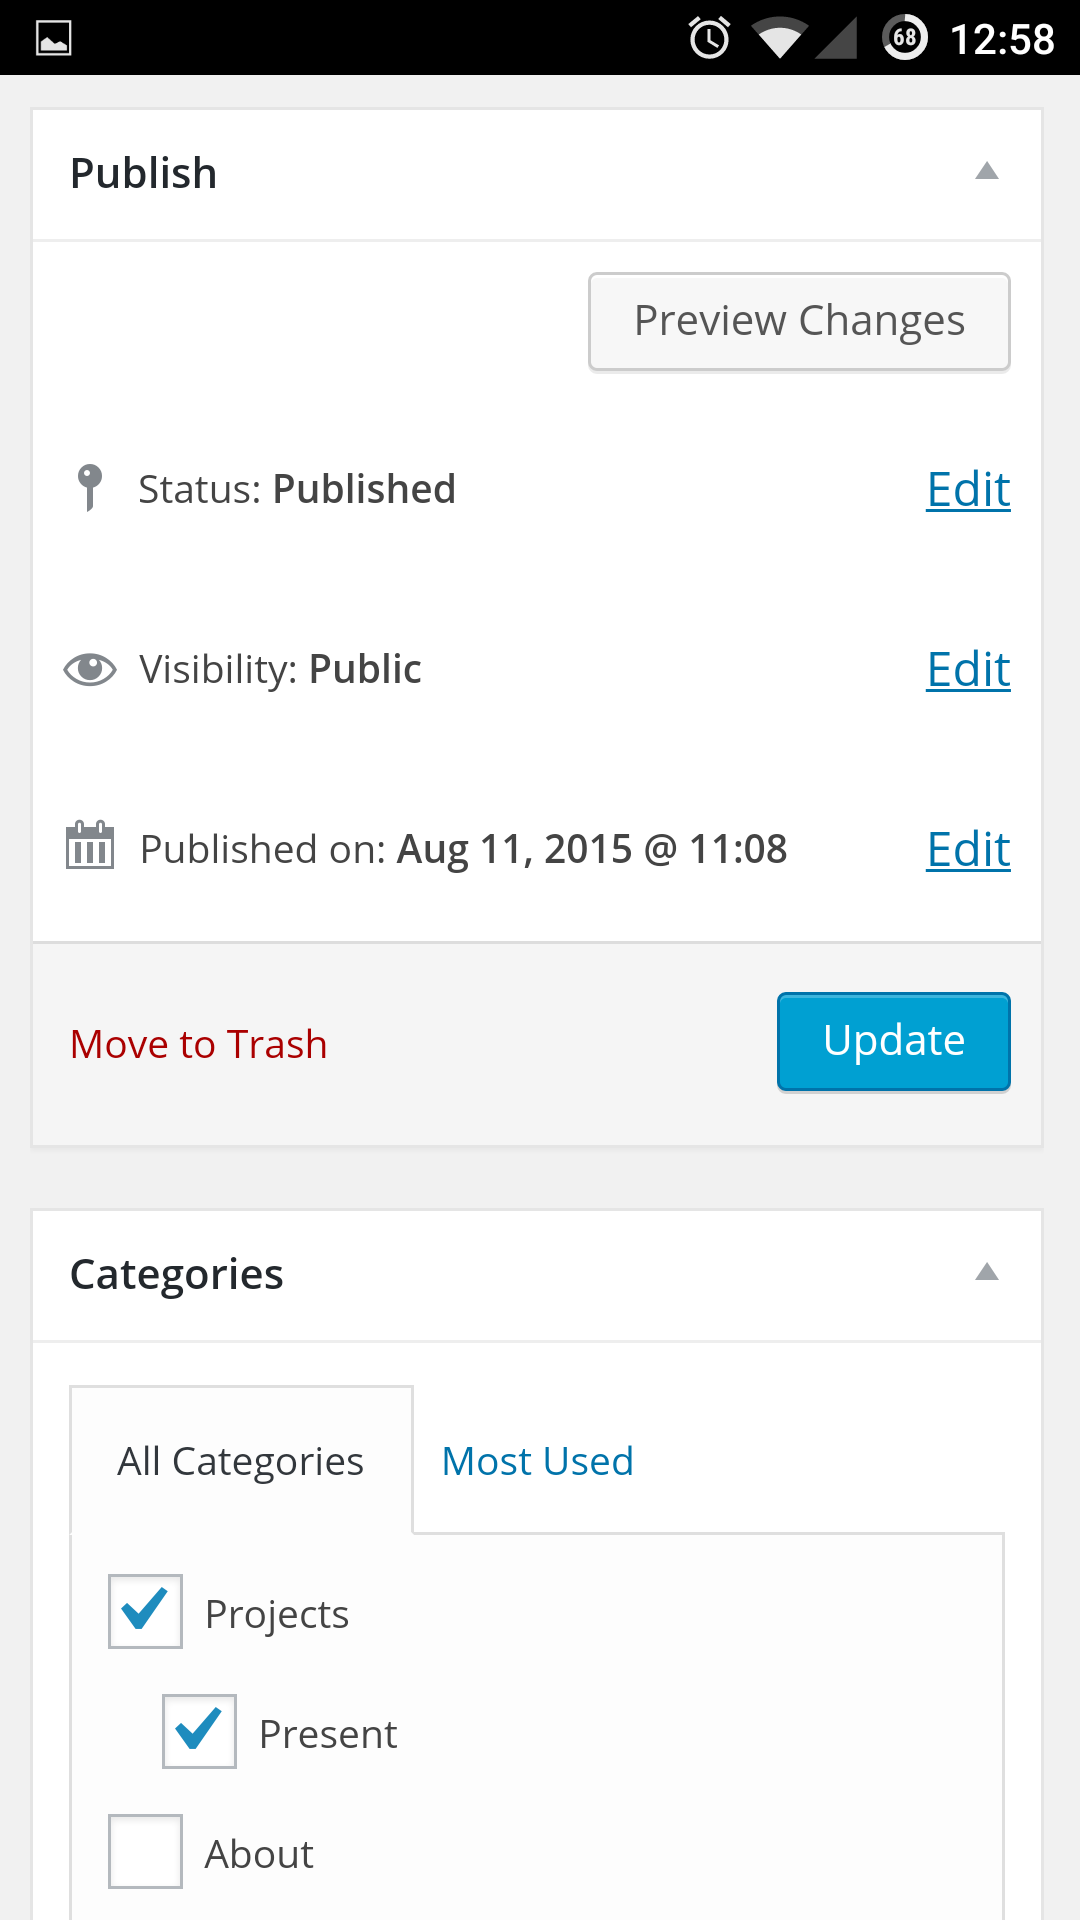 68 12:58
Publish
Preview Changes
Status: Published Edit
Visibility: Public Edit
Published on: Aug 11, 2015 @ 11:08 Edit
Move to Trash Update
Categories
All Categories Most Used
Projects
Present
About